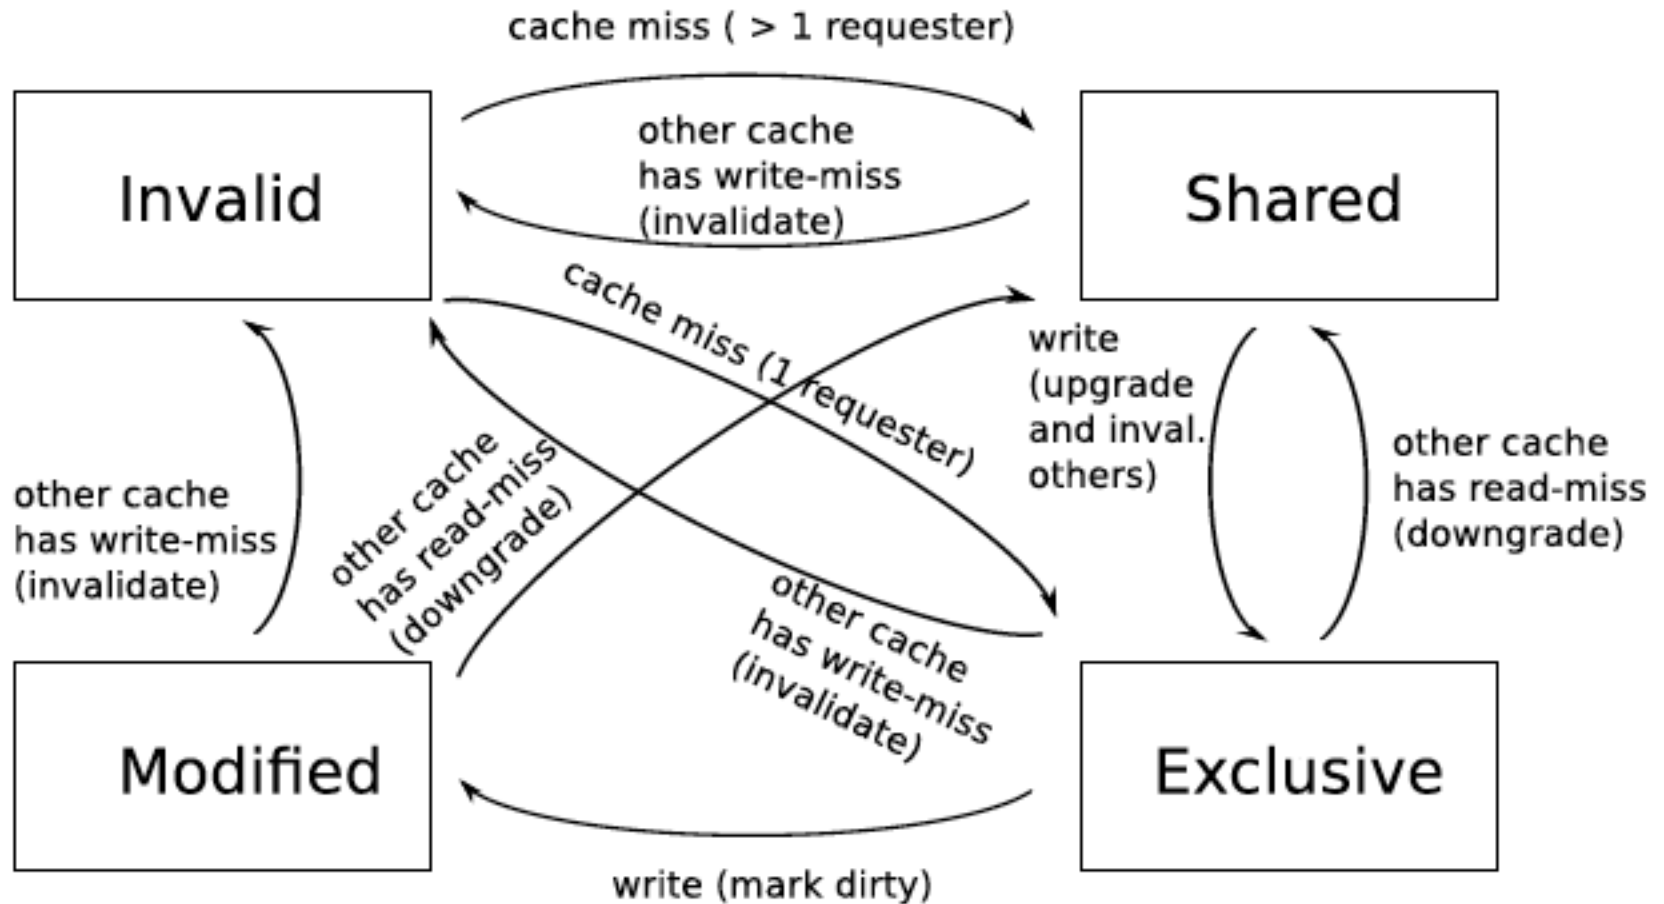 cache miss ( > 1 requester)
Invalid
other cache
has write-miss
(invalidate)
Shared
cache miss (1 requester)
write
(upgrade
and inval.
others)
other cache
has read-miss
(downgrade)
other cache
has write-miss
(invalidate)
other cache
has read-miss
(downgrade)
other cache
has write-miss
(invalidate)
Modified
Exclusive
write (mark dirty)